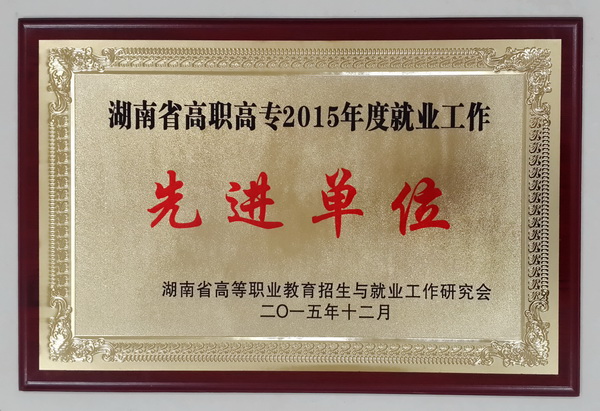 湖南省高职高专2015年度就业工作
先进单位
湖南省高等职业教育招生与就业工作研究会
二〇一五年十二月